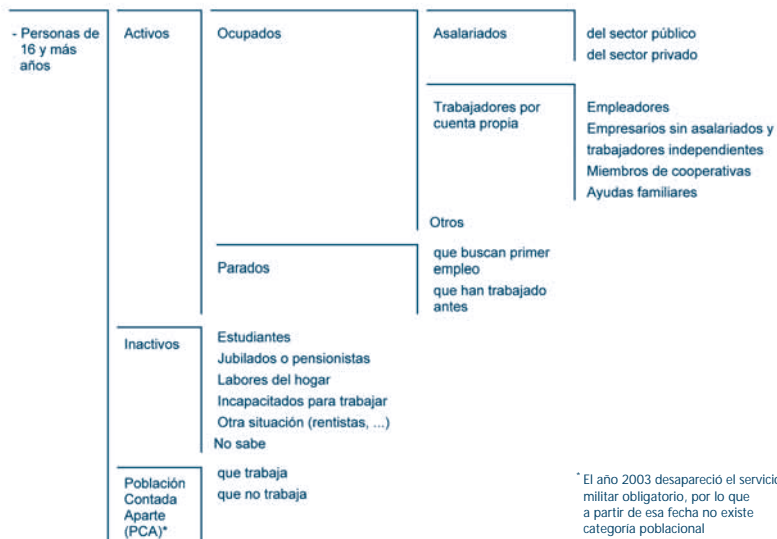 - Personas de
16 y más
años
Activos
Ocupados
Asalariados
del sector público
del sector privado
Trabajadores por
cuenta propia
Empleadores
Empresarios sin asalariados y
trabajadores independientes
Miembros de cooperativas
Ayudas familiares
Otros
Parados
que buscan primer
empleo
que han trabajado
antes
Inactivos
Estudiantes
Jubilados o pensionistas
Labores del hogar
Incapacitados para trabajar
Otra situación (rentistas, ...)
No sabe
Población
Contada
Aparte
(PCA)*
que trabaja
que no trabaja
* El año 2003 desapareció el servicio
militar obligatorio, por lo que
a partir de esa fecha no existe
categoría poblacional